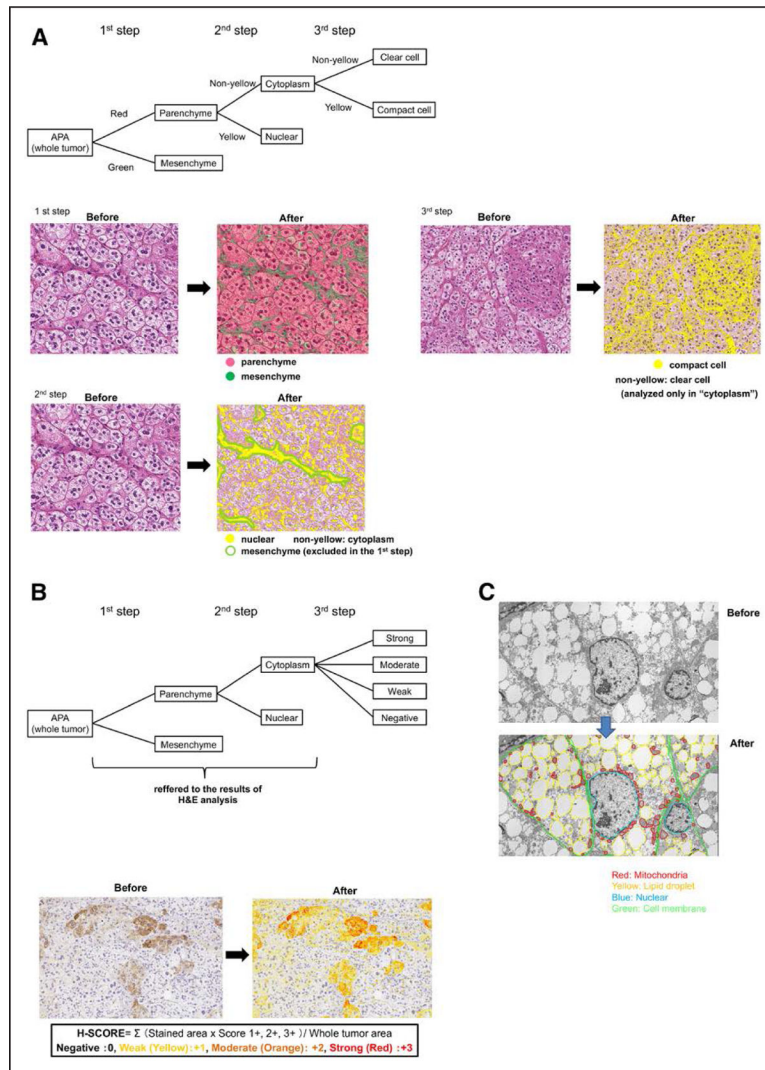 A
1st step 2nd step 3rd step
Non-yellow
Clear cell
Non-yellow
Cytoplasm
Yellow
Compact cell
Red
Parenchyme
APA
(whole tumor)
Yellow
Nuclear
Green
Mesenchyme
1 st step
Before
After
parenchyme
mesenchyme
3rd step
Before
After
compact cell
non-yellow: clear cell
(analyzed only in “cytoplasm”)
2nd step
Before
After
nuclear non-yellow: cytoplasm
mesenchyme (excluded in the 1st step)
B
1st step 2nd step 3rd step
Strong
Cytoplasm
Moderate
Parenchyme
Weak
APA
(whole tumor)
Nuclear
Negative
Mesenchyme
reffered to the results of
H&E analysis
Before
After
H-SCORE= Σ (Stained area x Score 1+, 2+, 3+ )/ Whole tumor area
Negative :0, Weak (Yellow):+1, Moderate (Orange): +2, Strong (Red) :+3
C
Before
After
Red: Mitochondria
Yellow: Lipid droplet
Blue: Nuclear
Green: Cell membrane